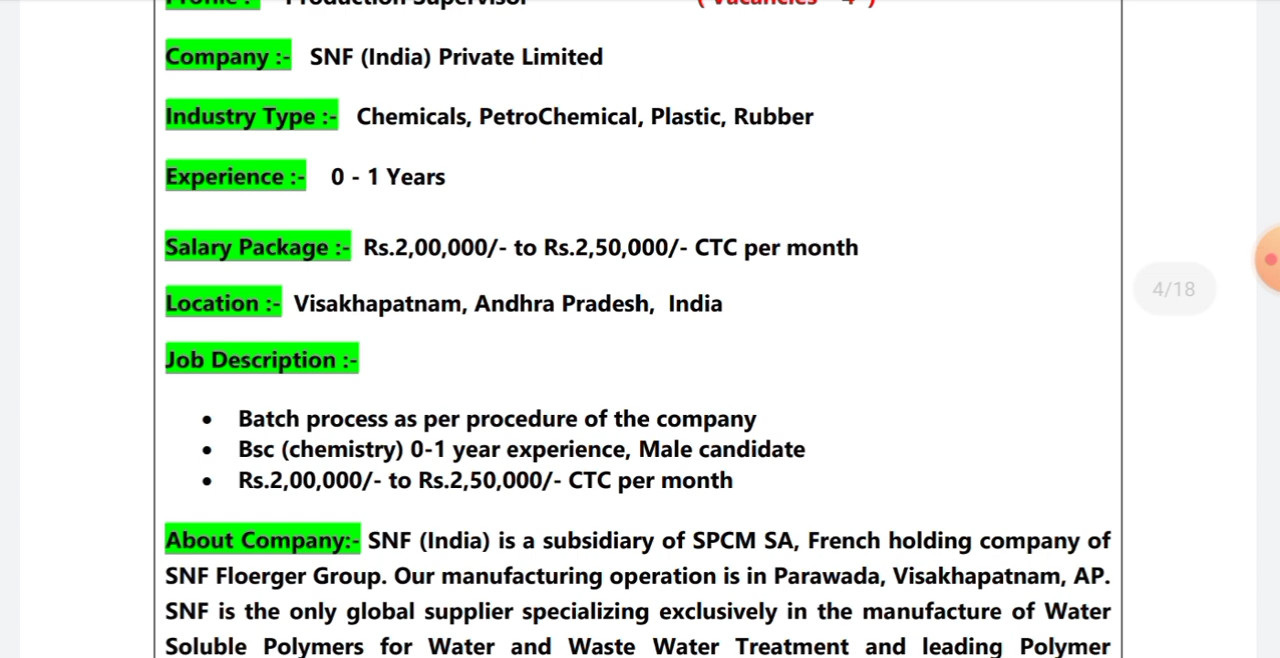 Profile :- Production Supervisor ( Vacancies - 4 )
Company :- SNF (India) Private Limited
Industry Type :- Chemicals, PetroChemical, Plastic, Rubber
Experience :- 0 - 1 Years
Salary Package :- Rs.2,00,000/- to Rs.2,50,000/- CTC per month
4/18
Location :- Visakhapatnam, Andhra Pradesh, India
Job Description :-
• Batch process as per procedure of the company
• Bsc (chemistry) 0-1 year experience, Male candidate
• Rs.2,00,000/- to Rs.2,50,000/- CTC per month
About Company:- SNF (India) is a subsidiary of SPCM SA, French holding company of
SNF Floerger Group. Our manufacturing operation is in Parawada, Visakhapatnam, AP.
SNF is the only global supplier specializing exclusively in the manufacture of Water
Soluble Polymers for Water and Waste Water Treatment and leading Polymer